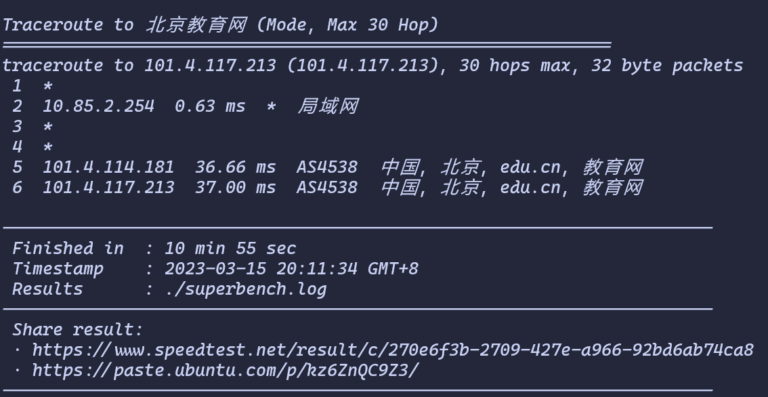 Traceroute to 北京教育网 (Mode, Max 30 Hop)
traceroute to 101.4.117.213 (101.4.117.213), 30 hops max, 32 byte packets
1 *
2 10.85.2.254 0.63 ms * 局域网
3 *
4 *
5 101.4.114.181 36.66 ms AS4538 中国, 北京, edu.cn, 教育网
6 101.4.117.213 37.00 ms AS4538 中国, 北京, edu.cn, 教育网
Finished in : 10 min 55 sec
Timestamp : 2023-03-15 20:11:34 GMT+8
Results : ./superbench.log
Share result:
· https://www.speedtest.net/result/c/270e6f3b-2709-427e-a966-92bd6ab74ca8
· https://paste.ubuntu.com/p/kz6ZnQC9Z3/